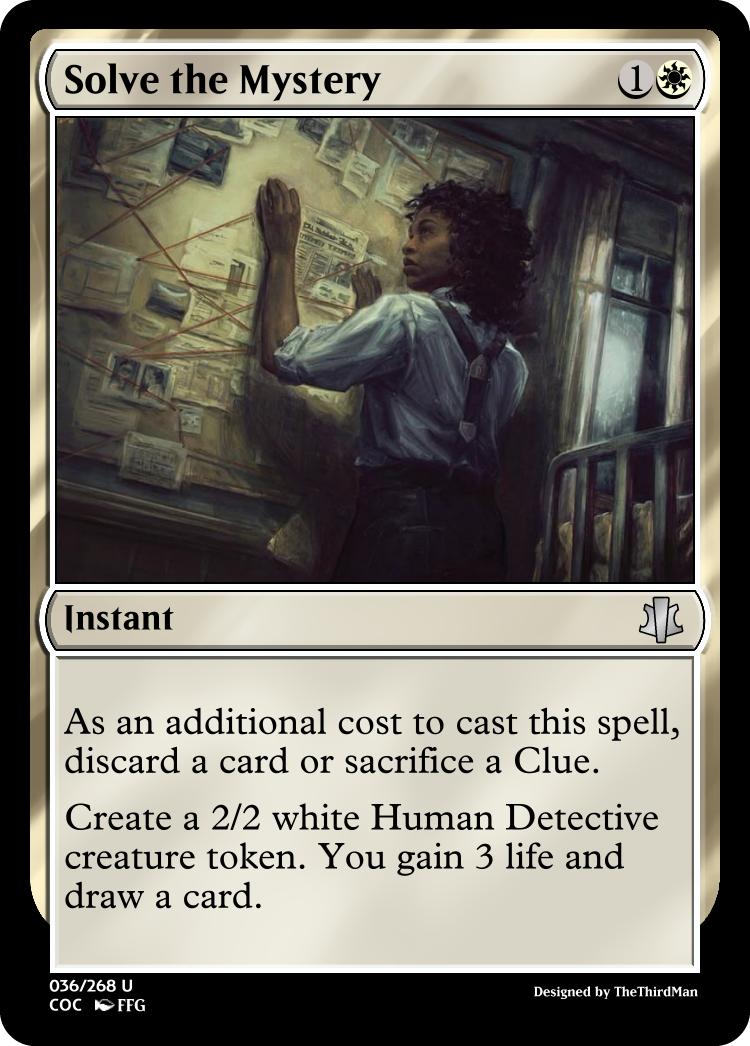 Solve the Mystery 1
Instant
As an additional cost to cast this spell,
discard a card or sacrifice a Clue.
Create a 2/2 white Human Detective
creature token. You gain 3 life and
draw a card.
036/268 U
COC FFG
Designed by TheThirdMan